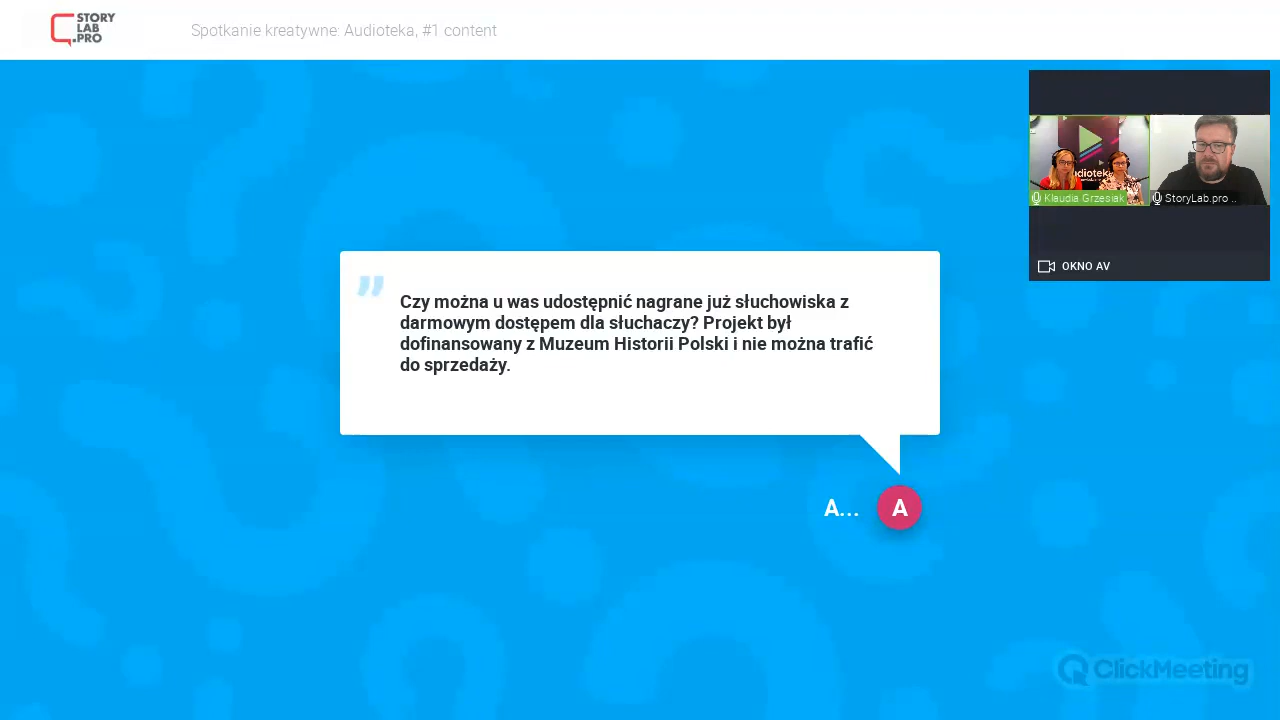 STORY
LAB
.PRO
Spotkanie kreatywne: Audioteka, #1 content
Czy można u was udostępnić nagrane już słuchowiska z
darmowym dostępem dla słuchaczy? Projekt był
dofinansowany z Muzeum Historii Polski i nie można trafić
do sprzedaży.
A...
A
udioteka
Klaudia Grzesiak
StoryLab.pro ..
OKNO AV
ClickMeeting